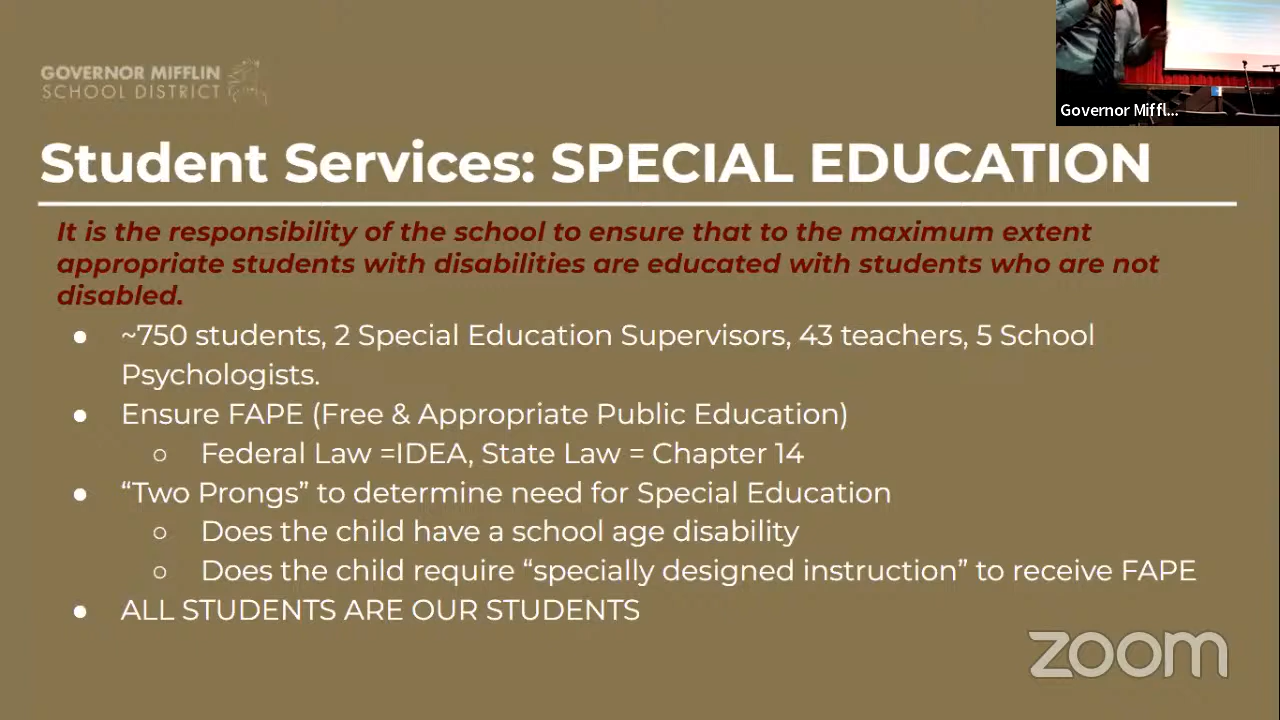 GOVERNOR MIFFLIN
SCHOOL DISTRICT
Governor Miffl...
Student Services: SPECIAL EDUCATION
It is the responsibility of the school to ensure that to the maximum extent
appropriate students with disabilities are educated with students who are not
disabled.
● ~750 students, 2 Special Education Supervisors, 43 teachers, 5 School
Psychologists.
● Ensure FAPE (Free & Appropriate Public Education)
○ Federal Law =IDEA, State Law = Chapter 14
● “Two Prongs” to determine need for Special Education
○ Does the child have a school age disability
○ Does the child require “specially designed instruction” to receive FAPE
● ALL STUDENTS ARE OUR STUDENTS
zoom